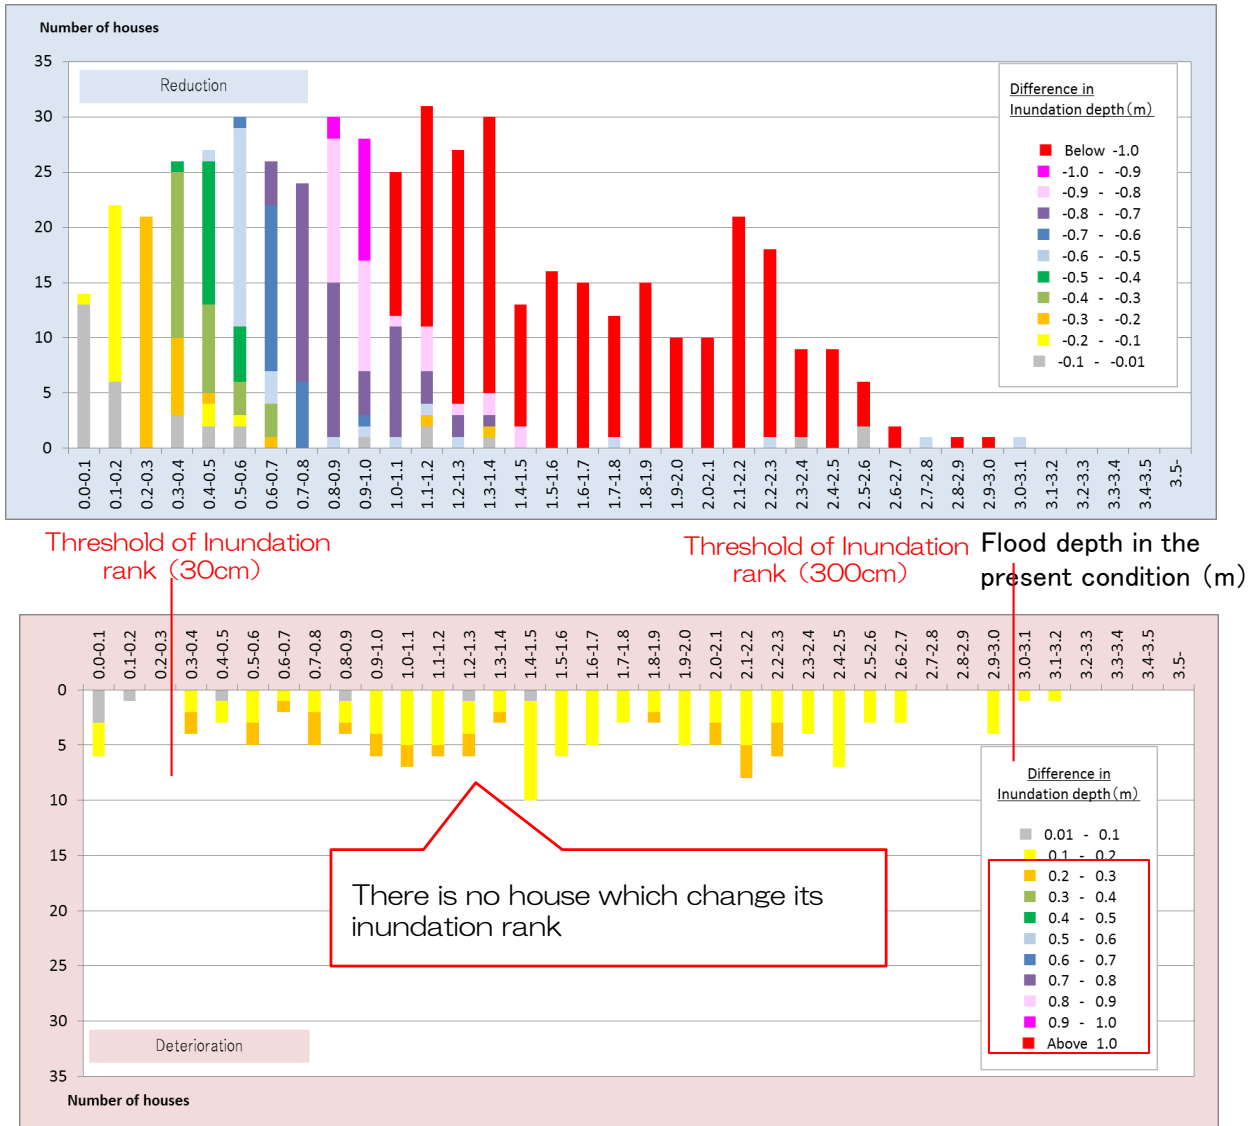 Number of houses
35
30
25
20
15
10
5
0
Reduction
Difference in
Inundation depth(m)
Below -1.0
-1.0 - -0.9
-0.9 - -0.8
-0.8 - -0.7
-0.7 - -0.6
-0.6 - -0.5
-0.5 - -0.4
-0.4 - -0.3
-0.3 - -0.2
-0.2 - -0.1
-0.1 - -0.01
0.0-0.1
0.1-0.2
0.2-0.3
0.3-0.4
0.4-0.5
0.5-0.6
0.6-0.7
0.7-0.8
0.8-0.9
0.9-1.0
1.0-1.1
1.1-1.2
1.2-1.3
1.3-1.4
1.4-1.5
1.5-1.6
1.6-1.7
1.7-1.8
1.8-1.9
1.9-2.0
2.0-2.1
2.1-2.2
2.2-2.3
2.3-2.4
2.4-2.5
2.5-2.6
2.6-2.7
2.7-2.8
2.8-2.9
2.9-3.0
3.0-3.1
3.1-3.2
3.2-3.3
3.3-3.4
3.4-3.5
3.5-
Threshold of Inundation
rank (30cm)
Threshold of Inundation
rank (300cm)
Flood depth in the
present condition (m)
0.0-0.1
0.1-0.2
0.2-0.3
0.3-0.4
0.4-0.5
0.5-0.6
0.6-0.7
0.7-0.8
0.8-0.9
0.9-1.0
1.0-1.1
1.1-1.2
1.2-1.3
1.3-1.4
1.4-1.5
1.5-1.6
1.6-1.7
1.7-1.8
1.8-1.9
1.9-2.0
2.0-2.1
2.1-2.2
2.2-2.3
2.3-2.4
2.4-2.5
2.5-2.6
2.6-2.7
2.7-2.8
2.8-2.9
2.9-3.0
3.0-3.1
3.1-3.2
3.2-3.3
3.3-3.4
3.4-3.5
3.5-
0
5
10
15
20
25
30
35
There is no house which change its
inundation rank
Difference in
Inundation depth(m)
0.01 - 0.1
0.1 - 0.2
0.2 - 0.3
0.3 - 0.4
0.4 - 0.5
0.5 - 0.6
0.6 - 0.7
0.7 - 0.8
0.8 - 0.9
0.9 - 1.0
Above 1.0
Deterioration
Number of houses